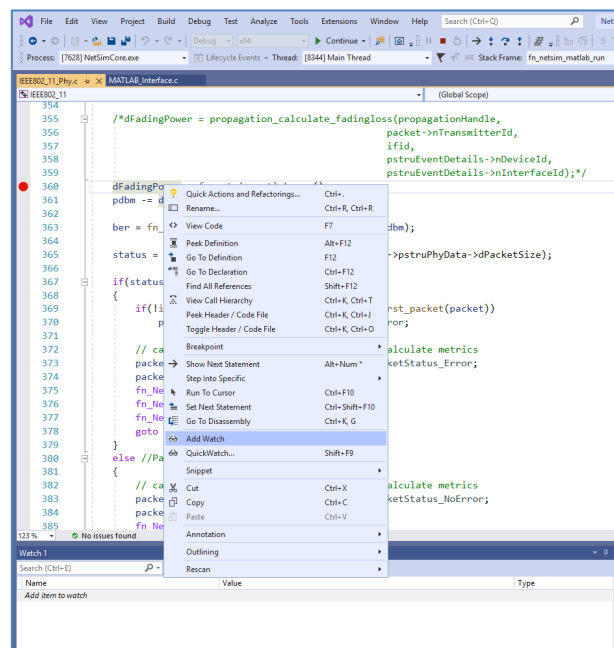 File Edit View Project Build Debug Test Analyze Tools Extensions Window Help Search (Ctrl+Q) Net
Debug x64 Continue
Process: [7628] NetSimCore.exe Lifecycle Events Thread: [8344] Main Thread Stack Frame: fn_netsim_matlab_run
IEEE802_11_Phy.c MATLAB_Interface.c
IEEE802_11 (Global Scope)
354
355 /*dFadingPower = propagation_calculate_fadingloss(propagationHandle,
356 packet->nTransmitterId,
357 ifid,
358 pstruEventDetails->nDeviceId,
359 pstruEventDetails->nInterfaceId);*/
360 dFadingPo
361 pdbm -= d
362
363 ber = fn_ dbm);
364
365 status = ->pstruPhyData->dPacketSize);
366
367 if(status
368 {
369 if(!i rst_packet(packet))
370 p ror;
371
372 // ca alculate metrics
373 packe ketStatus_Error;
374 packe
375 fn_Ne
376 fn_Ne
377 fn_Ne
378 goto
379 }
380 else //Pa
381 {
382 // ca alculate metrics
383 packe ketStatus_NoError;
384 packe
385 fn Ne
Quick Actions and Refactorings... Ctrl+.
Rename... Ctrl+R, Ctrl+R
View Code F7
Peek Definition Alt+F12
Go To Definition F12
Go To Declaration Ctrl+F12
Find All References Shift+F12
View Call Hierarchy Ctrl+K, Ctrl+T
Peek Header / Code File Ctrl+K, Ctrl+J
Toggle Header / Code File Ctrl+K, Ctrl+O
Breakpoint
Show Next Statement Alt+Num *
Step Into Specific
Run To Cursor Ctrl+F10
Set Next Statement Ctrl+Shift+F10
Go To Disassembly Ctrl+K, G
Add Watch
QuickWatch... Shift+F9
Snippet
Cut Ctrl+X
Copy Ctrl+C
Paste Ctrl+V
Annotation
Outlining
Rescan
123 % No issues found
Watch 1
Search (Ctrl+E)
Name Value Type
Add item to watch